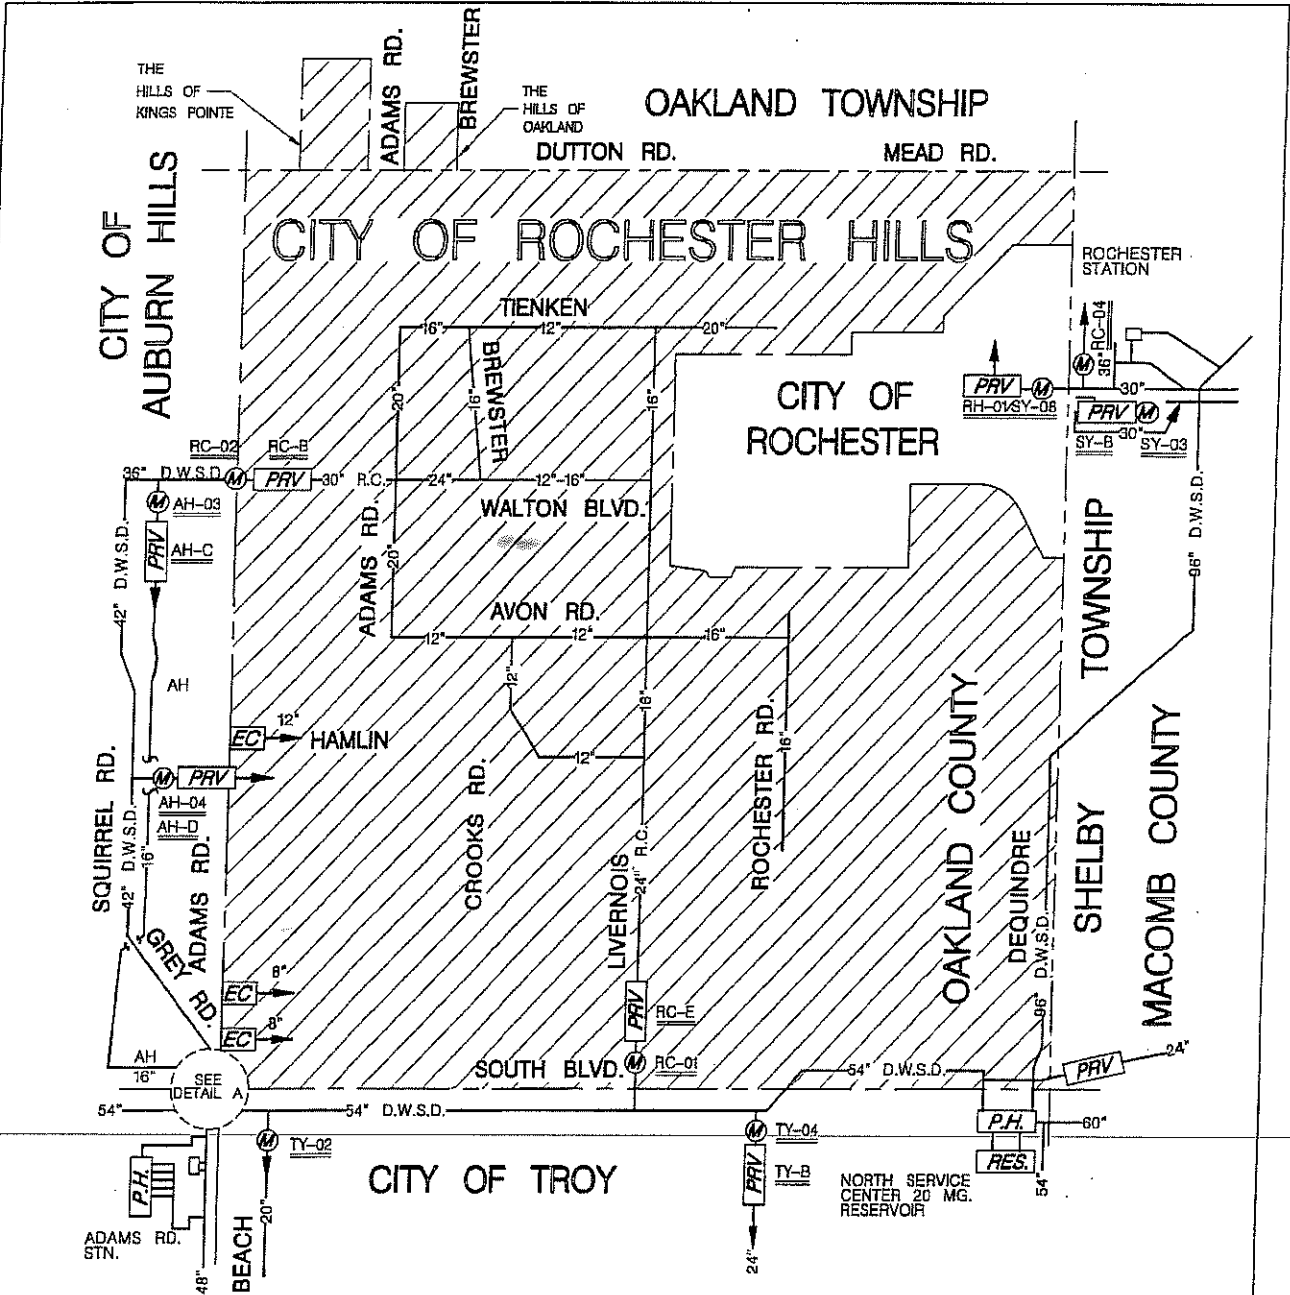 THE
HILLS OF
KINGS POINTE
ADAMS RD.
BREWSTER
THE
HILLS OF
OAKLAND
OAKLAND TOWNSHIP
DUTTON RD.
MEAD RD.
CITY OF
AUBURN HILLS
CITY OF ROCHESTER HILLS
ROCHESTER
STATION
TIENKEN
16"
12"
20"
20"
BREWSTER
16"
16"
CITY OF
ROCHESTER
PRV
M
RH-01/SY-08
M
36"
RC-04
30"
PRV
M
SY-B
30"
SY-03
RC-02
RC-B
36" D.W.S.D.
M
PRV
30"
R.C.
24"
12"-16"
WALTON BLVD.
M
AH-03
PRV
AH-C
D.W.S.D.
42"
ADAMS RD.
20"
AVON RD.
12"
12"
16"
12"
16"
12"
96" D.W.S.D.
TOWNSHIP
AH
EC
12"
HAMLIN
M
PRV
AH-04
AH-D
SQUIRREL RD.
42" D.W.S.D.
16"
ADAMS RD.
GREY RD.
CROOKS RD.
LIVERNOIS
24" R.C.
ROCHESTER RD.
16"
OAKLAND COUNTY
DEQUINDRE
96" D.W.S.D.
SHELBY
MACOMB COUNTY
EC
8"
EC
8"
PRV
RC-E
M
RC-01
SOUTH BLVD.
AH
16"
SEE
DETAIL A
54"
54" D.W.S.D.
54" D.W.S.D.
PRV
24"
P.H.
60"
RES.
54"
M
TY-02
M
TY-04
PRV
TY-B
24"
CITY OF TROY
NORTH SERVICE
CENTER 20 MG.
RESERVOIR
P.H.
ADAMS RD.
STN.
48"
BEACH
20"